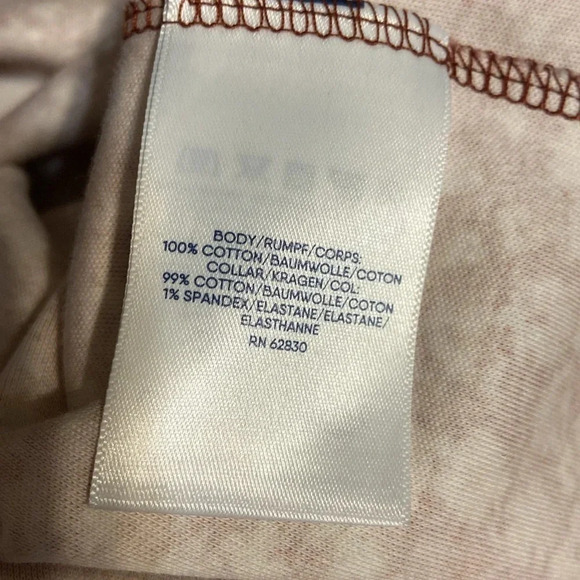 BODY/RUMPF/CORPS:
100% COTTON/BAUMWOLLE/COTON
COLLAR/KRAGEN/COL:
99% COTTON/BAUMWOLLE/COTON
1% SPANDEX/ELASTANE/ELASTANE/
ELASTHANNE
RN 62830